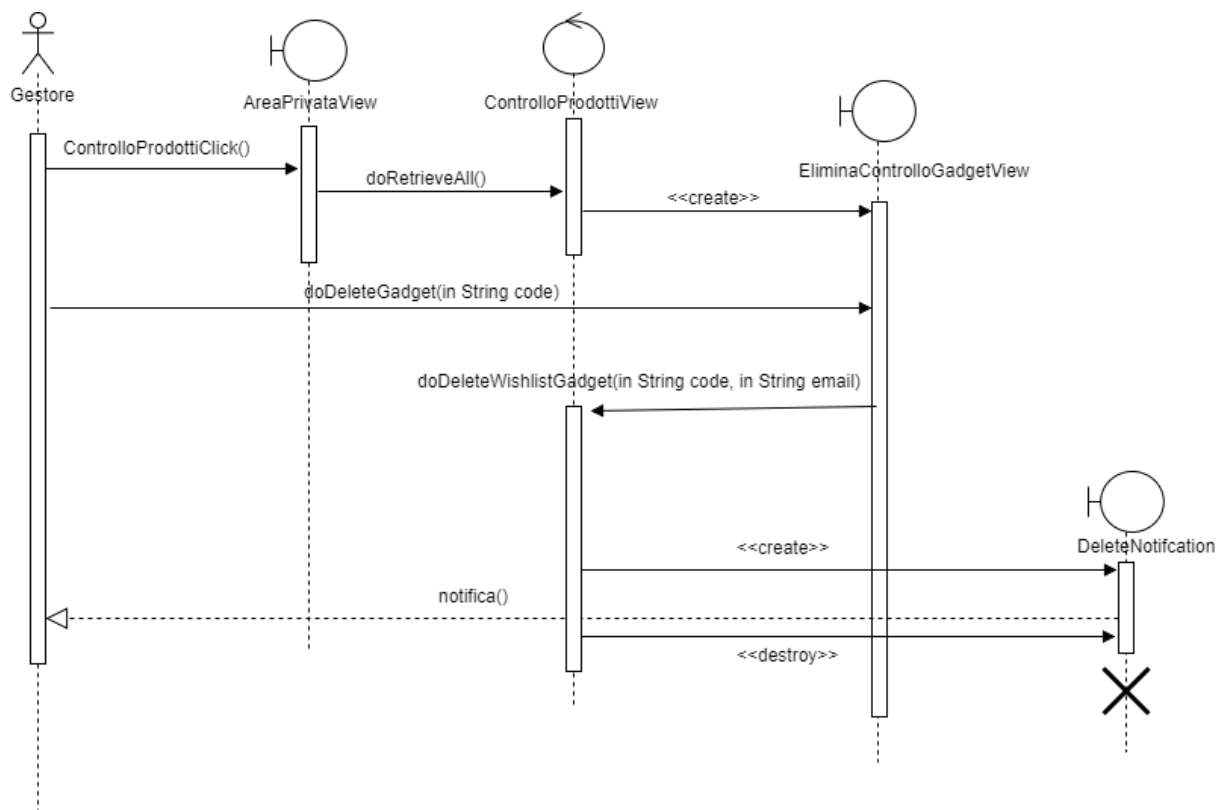 Gestore
AreaPrivataView
ControlloProdottiView
EliminaControlloGadgetView
ControlloProdottiClick()
doRetrieveAll()
<<create>>
doDeleteGadget(in String code)
doDeleteWishlistGadget(in String code, in String email)
DeleteNotifcation
<<create>>
notifica()
<<destroy>>